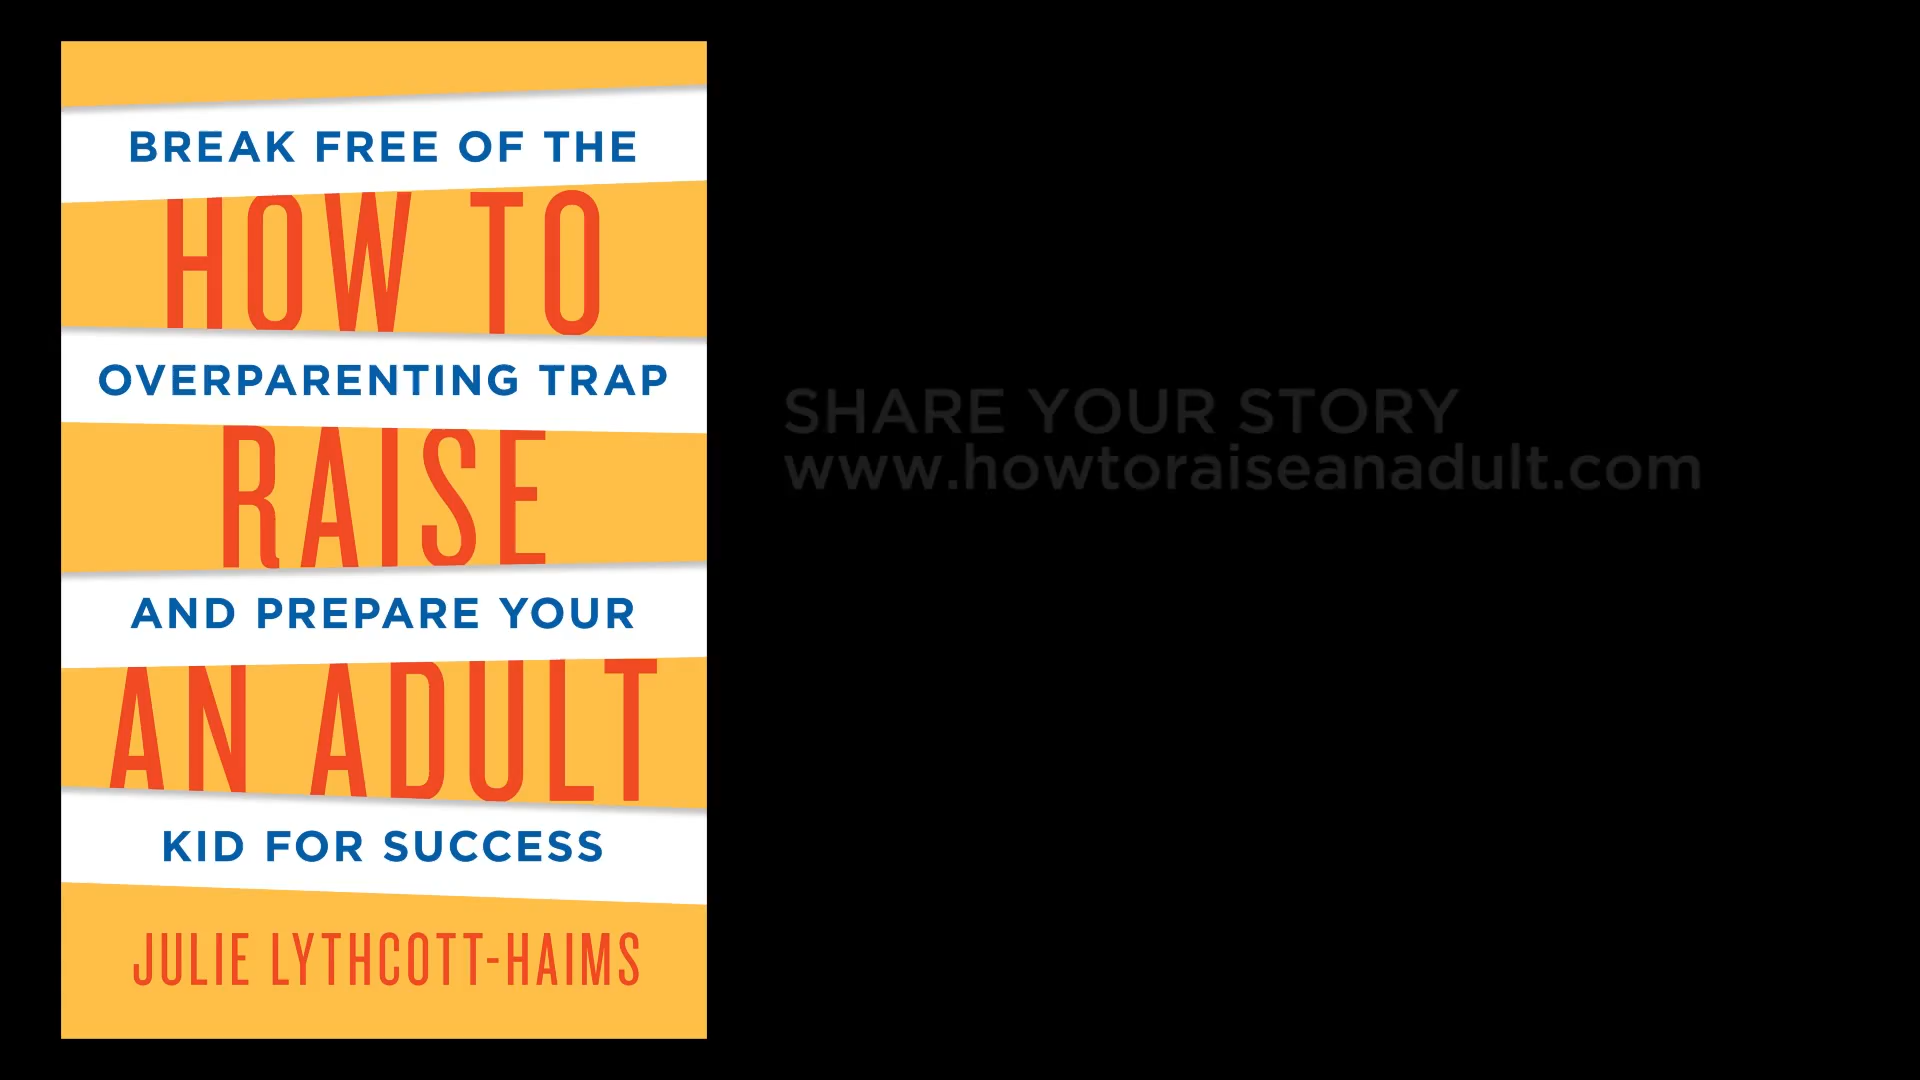 BREAK FREE OF THE
HOW TO
OVERPARENTING TRAP
RAISE
AND PREPARE YOUR
AN ADULT
KID FOR SUCCESS
JULIE LYTHCOTT-HAIMS
SHARE YOUR STORY
www.howtoraiseanadult.com